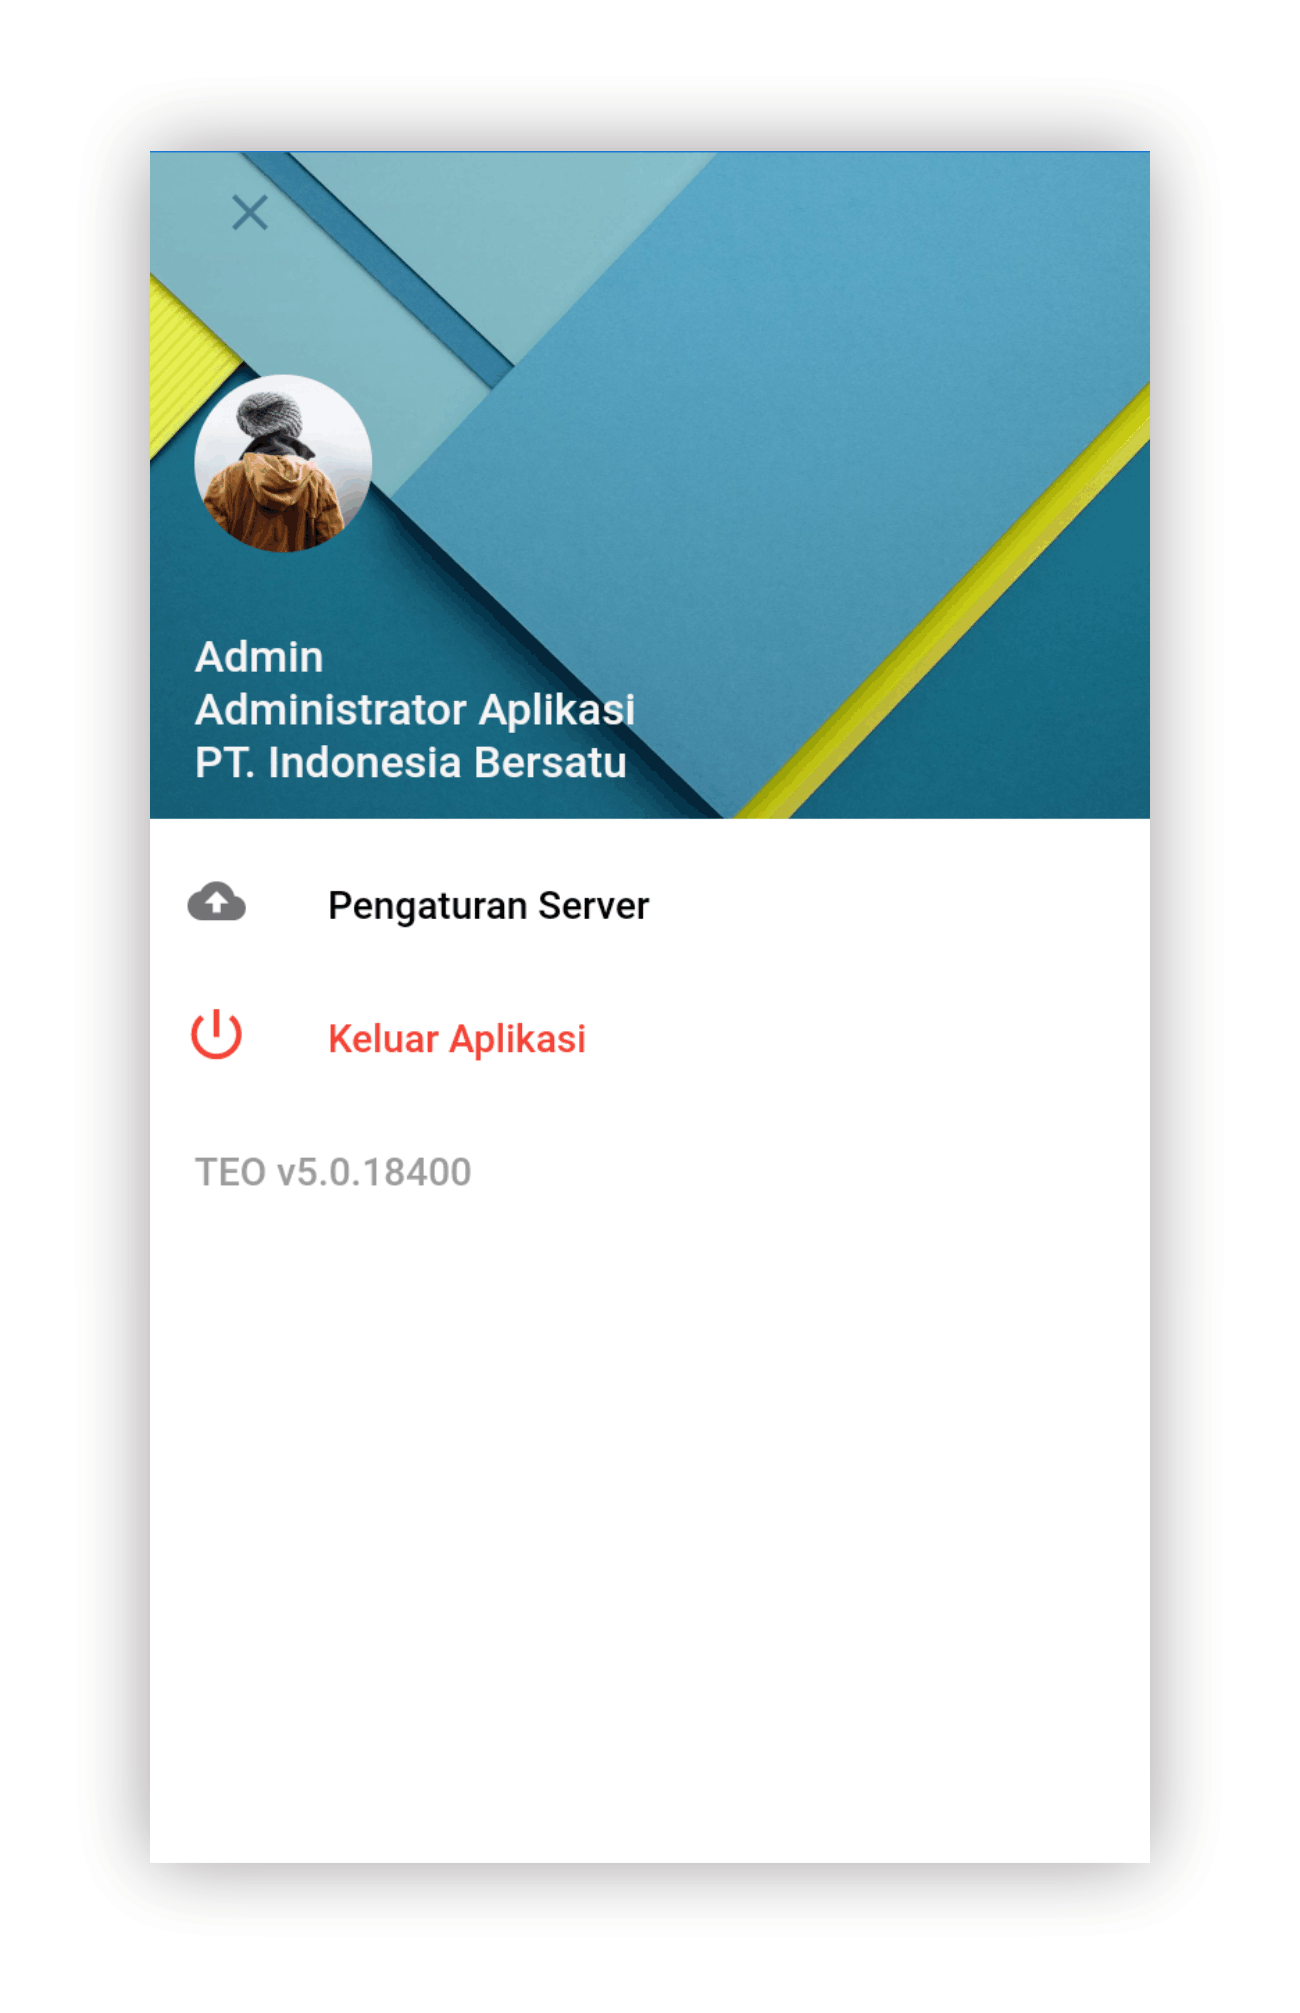 Admin
Administrator Aplikasi
PT. Indonesia Bersatu
Pengaturan Server
Keluar Aplikasi
TEO v5.0.18400